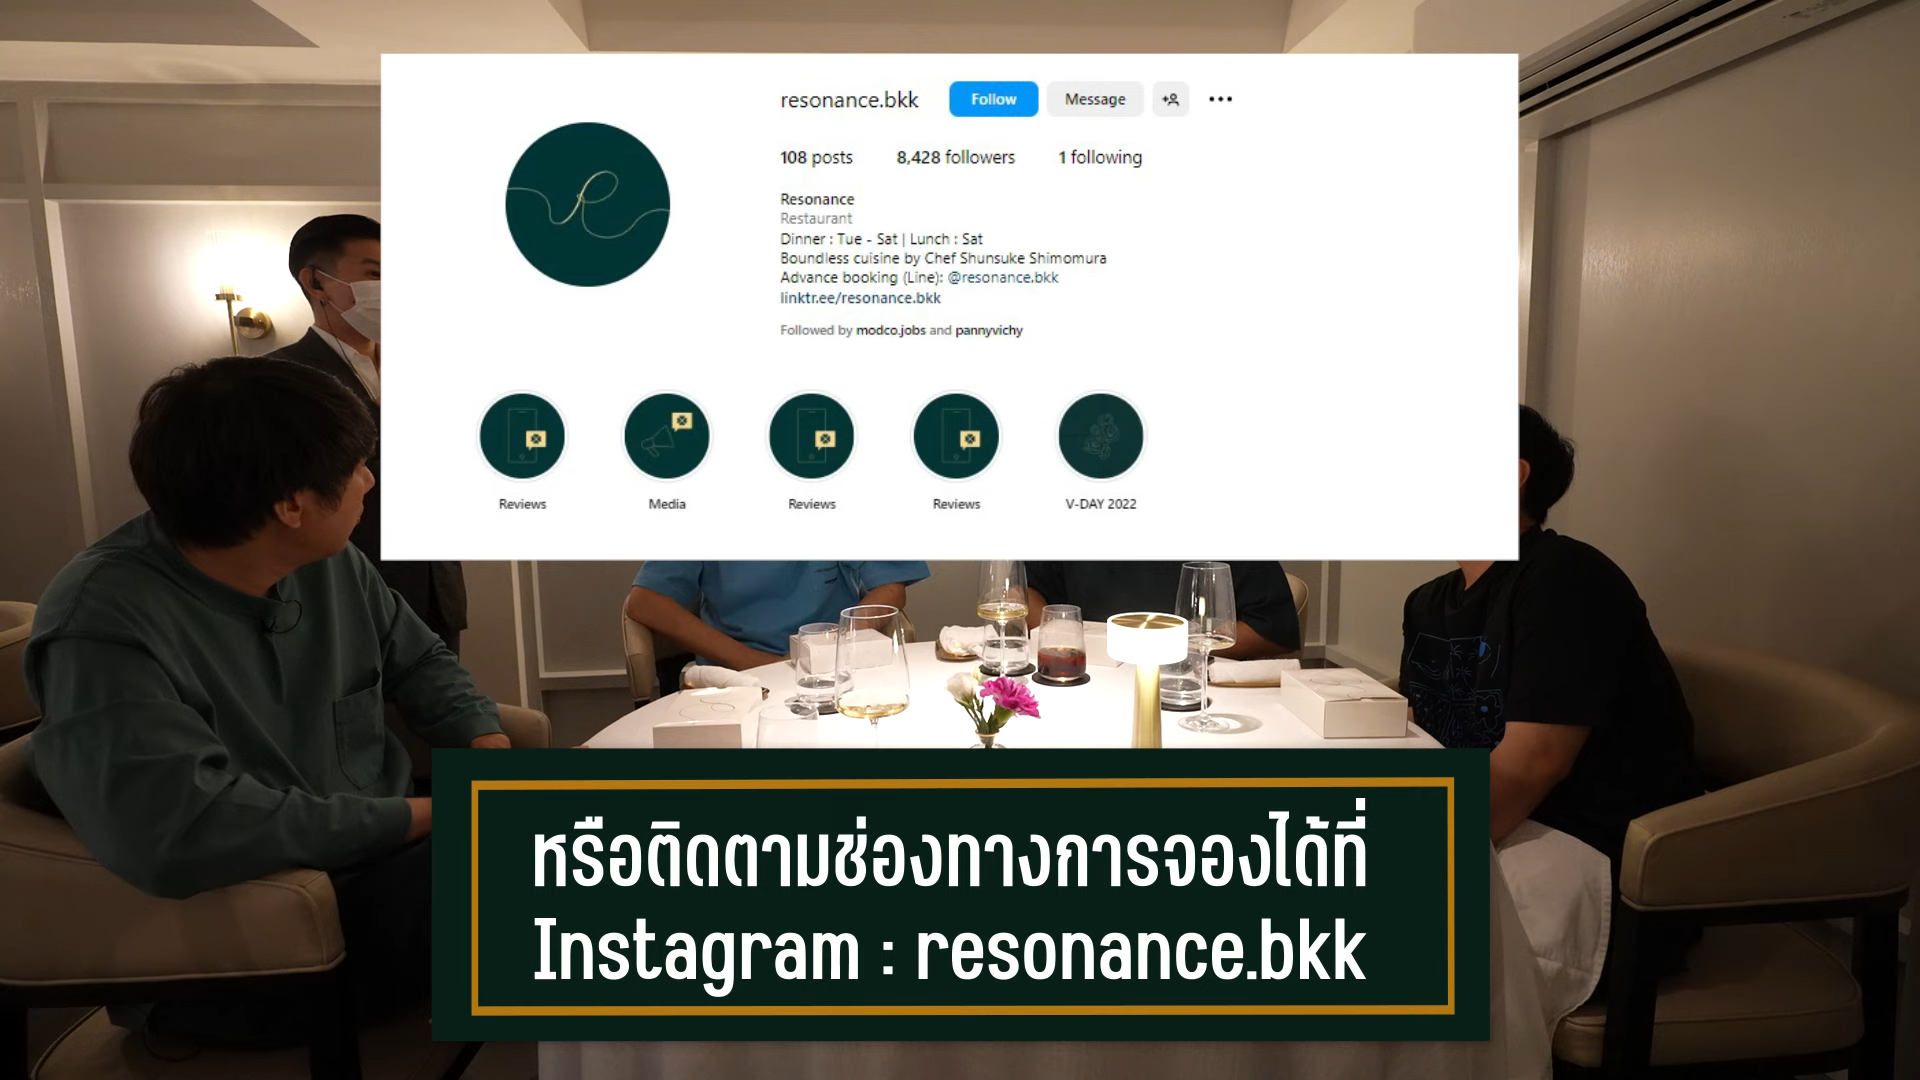 resonance.bkk Follow Message
108 posts 8,428 followers 1 following
Resonance
Restaurant
Dinner : Tue - Sat | Lunch : Sat
Boundless cuisine by Chef Shunsuke Shimomura
Advance booking (Line): @resonance.bkk
linktr.ee/resonance.bkk
Followed by modco.jobs and pannyvichy
Reviews Media Reviews Reviews V-DAY 2022
หรือติดตามช่องทางการจองได้ที่
Instagram : resonance.bkk